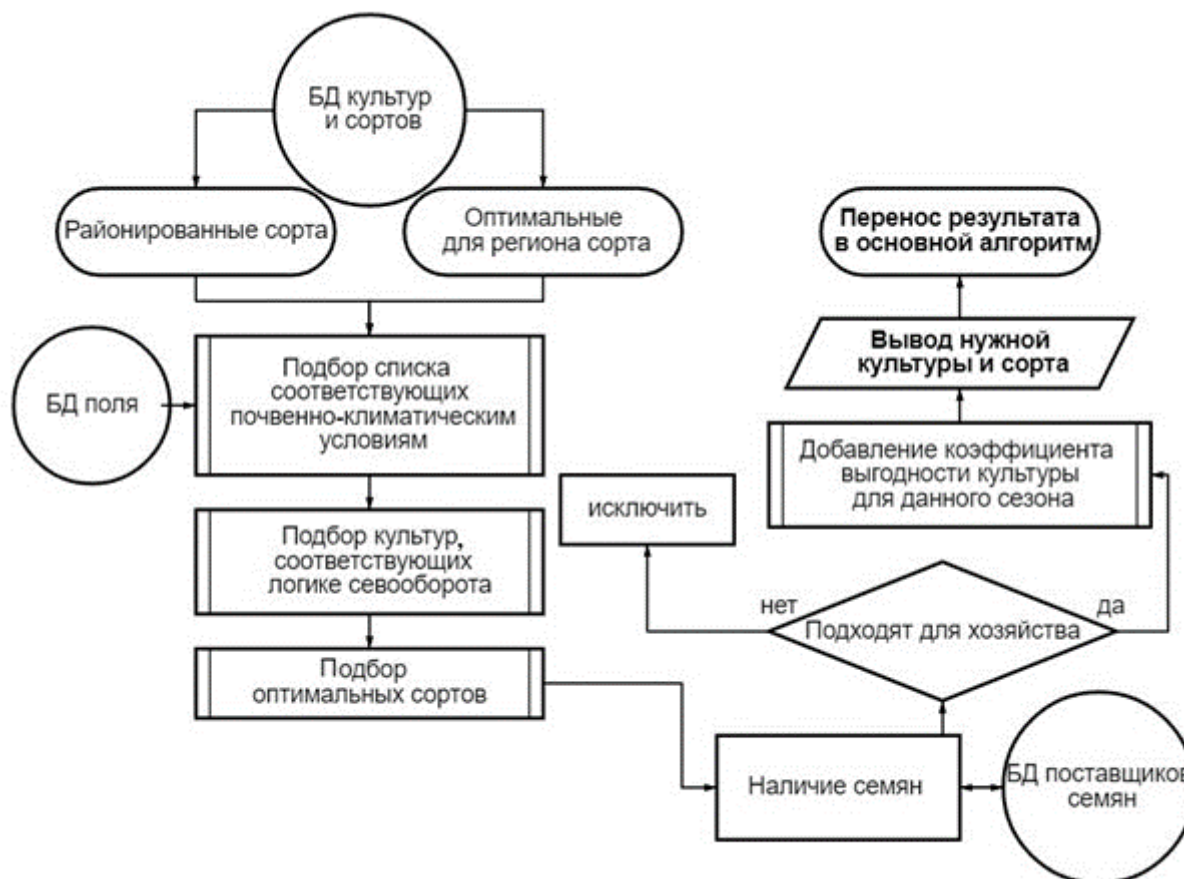 БД культур
и сортов
Районированные сорта
Оптимальные
для региона сорта
БД поля
Подбор списка
соответствующих
почвенно-климатическим
условиям
Подбор культур,
соответствующих
логике севооборота
Подбор
оптимальных сортов
Наличие семян
БД поставщиков
семян
Подходят для хозяйства
нет
да
исключить
Добавление коэффициента
выгодности культуры
для данного сезона
Вывод нужной
культуры и сорта
Перенос результата
в основной алгоритм